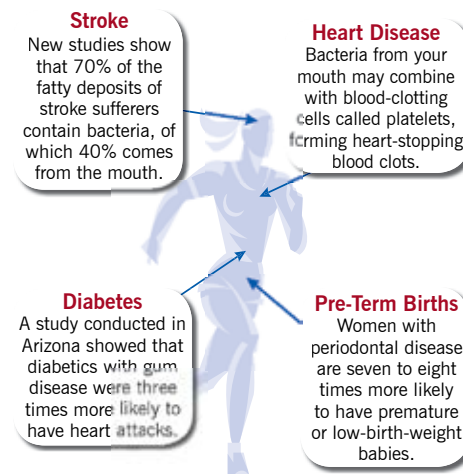 Stroke
New studies show
that 70% of the
fatty deposits of
stroke sufferers
contain bacteria, of
which 40% comes
from the mouth.
Heart Disease
Bacteria from your
mouth may combine
with blood-clotting
cells called platelets,
forming heart-stopping
blood clots.
Diabetes
A study conducted in
Arizona showed that
diabetics with gum
disease were three
times more likely to
have heart attacks.
Pre-Term Births
Women with
periodontal disease
are seven to eight
times more likely
to have premature
or low-birth-weight
babies.